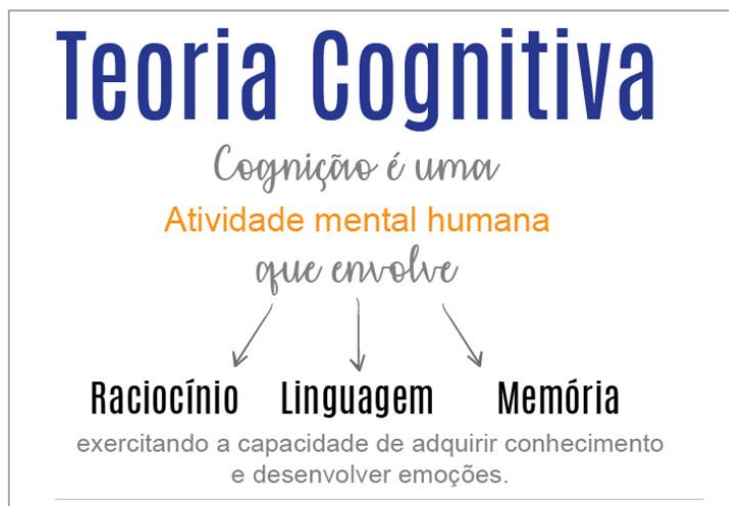 Teoria Cognitiva
Cognição é uma
Atividade mental humana
que envolve
Raciocínio Linguagem Memória
exercitando a capacidade de adquirir conhecimento
e desenvolver emoções.